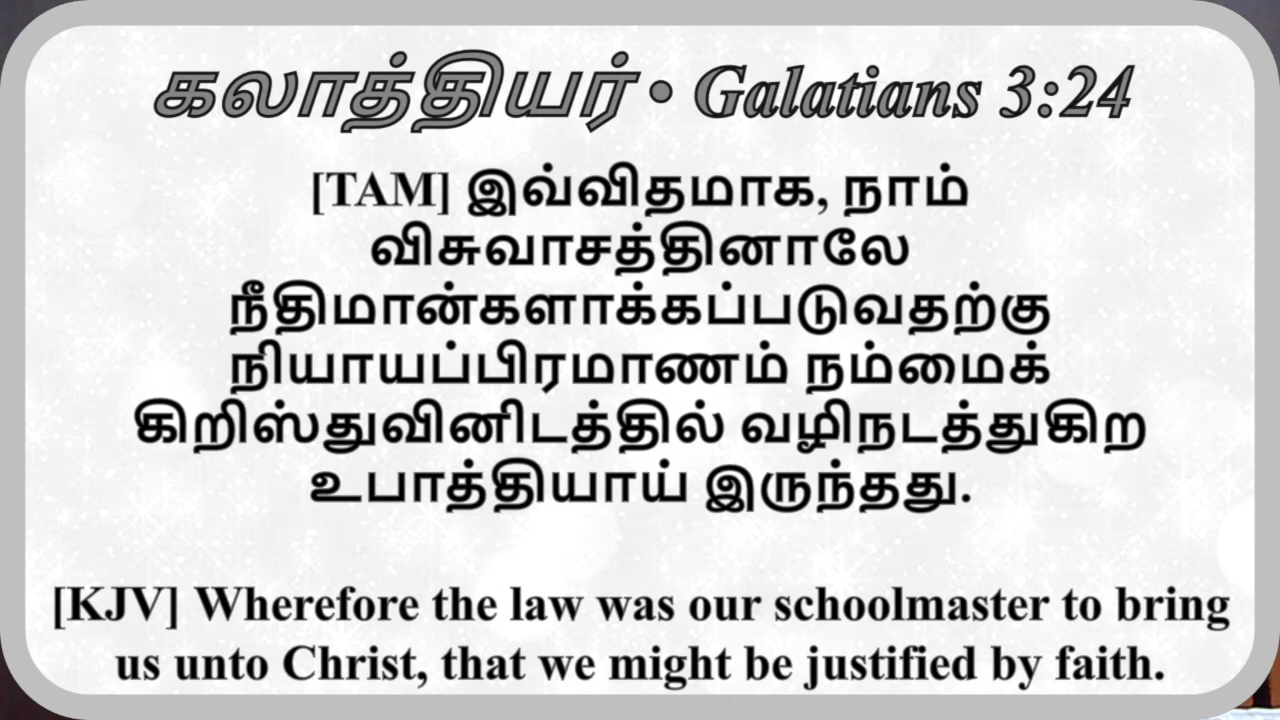 கலாத்தியர் • Galatians 3:24
[TAM] இவ்விதமாக, நாம்
விசுவாசத்தினாலே
நீதிமான்களாக்கப்படுவதற்கு
நியாயப்பிரமாணம் நம்மைக்
கிறிஸ்துவினிடத்தில் வழிநடத்துகிற
உபாத்தியாய் இருந்தது.
[KJV] Wherefore the law was our schoolmaster to bring
us unto Christ, that we might be justified by faith.